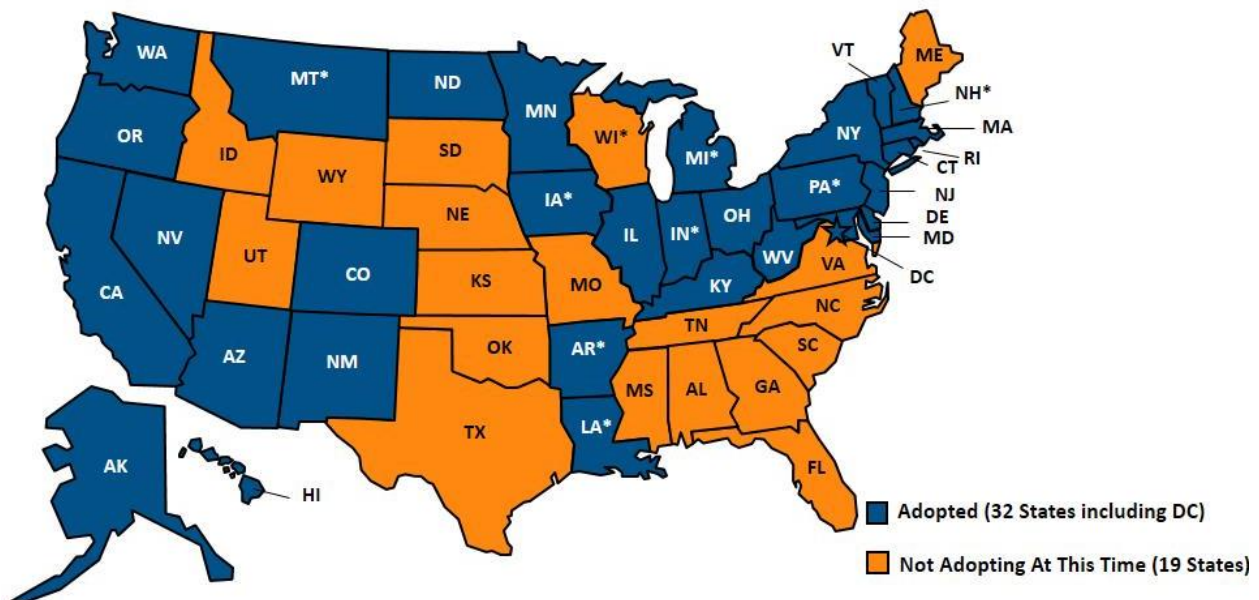 WA
MT*
ND
MN
VT
ME
NH*
MA
RI
CT
NJ
DE
MD
DC
OR
ID
WY
SD
WI*
MI*
NY
PA*
NV
UT
CO
NE
IA*
IL
IN*
OH
WV
VA
CA
KS
MO
KY
NC
AZ
NM
OK
AR*
TN
SC
TX
LA*
MS
AL
GA
FL
AK
HI
Adopted (32 States including DC)
Not Adopting At This Time (19 States)